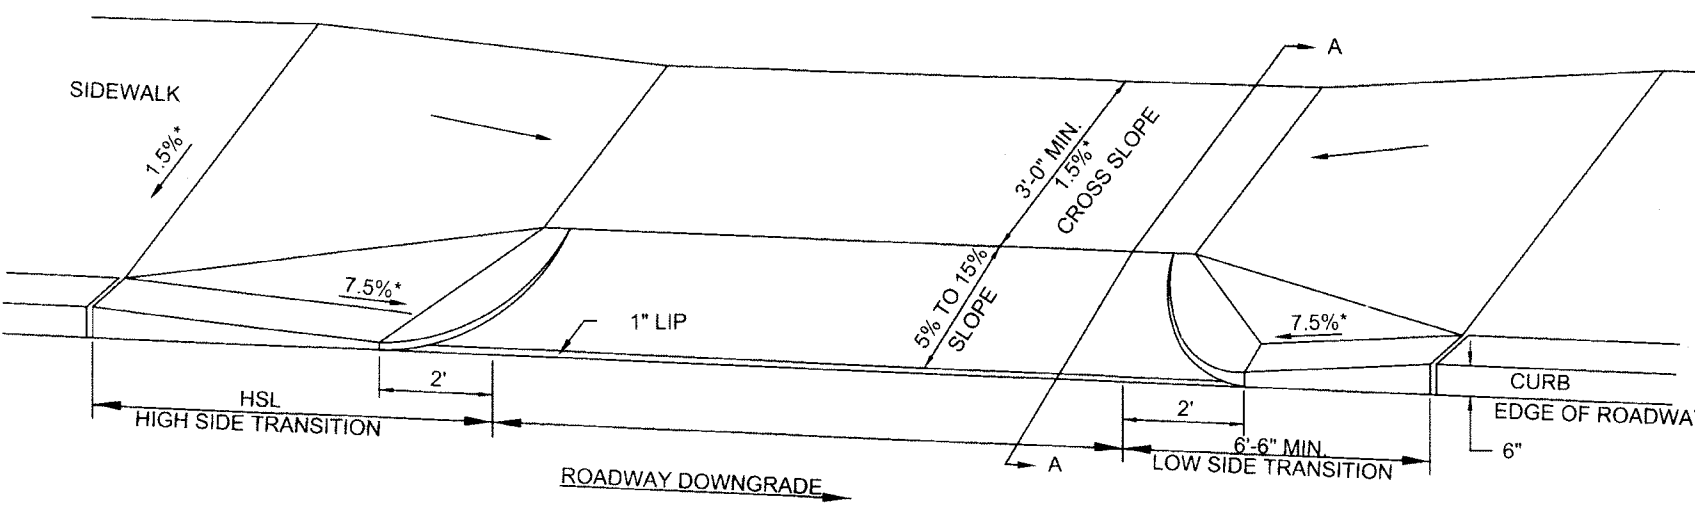 A
SIDEWALK
1.5%*
3'-0" MIN.
1.5%*
CROSS SLOPE
5% TO 15%
SLOPE
7.5%*
1" LIP
7.5%*
2'
HSL
HIGH SIDE TRANSITION
2'
6'-6" MIN.
LOW SIDE TRANSITION
CURB
EDGE OF ROADWA
6"
A
ROADWAY DOWNGRADE